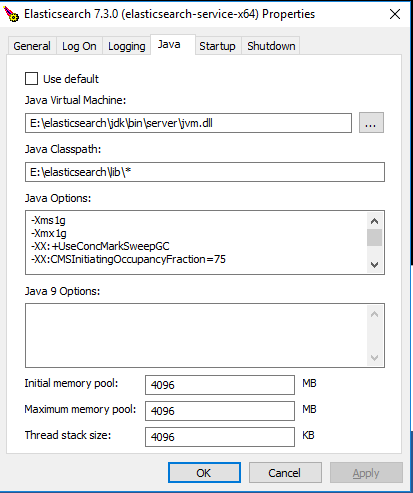 Elasticsearch 7.3.0 (elasticsearch-service-x64) Properties
General Log On Logging Java Startup Shutdown
Use default
Java Virtual Machine:
E:\elasticsearch\jdk\bin\server\jvm.dll
...
Java Classpath:
E:\elasticsearch\lib\*
Java Options:
-Xms1g
-Xmx1g
-XX:+UseConcMarkSweepGC
-XX:CMSInitiatingOccupancyFraction=75
Java 9 Options:
Initial memory pool: 4096 MB
Maximum memory pool: 4096 MB
Thread stack size: 4096 KB
OK Cancel Apply